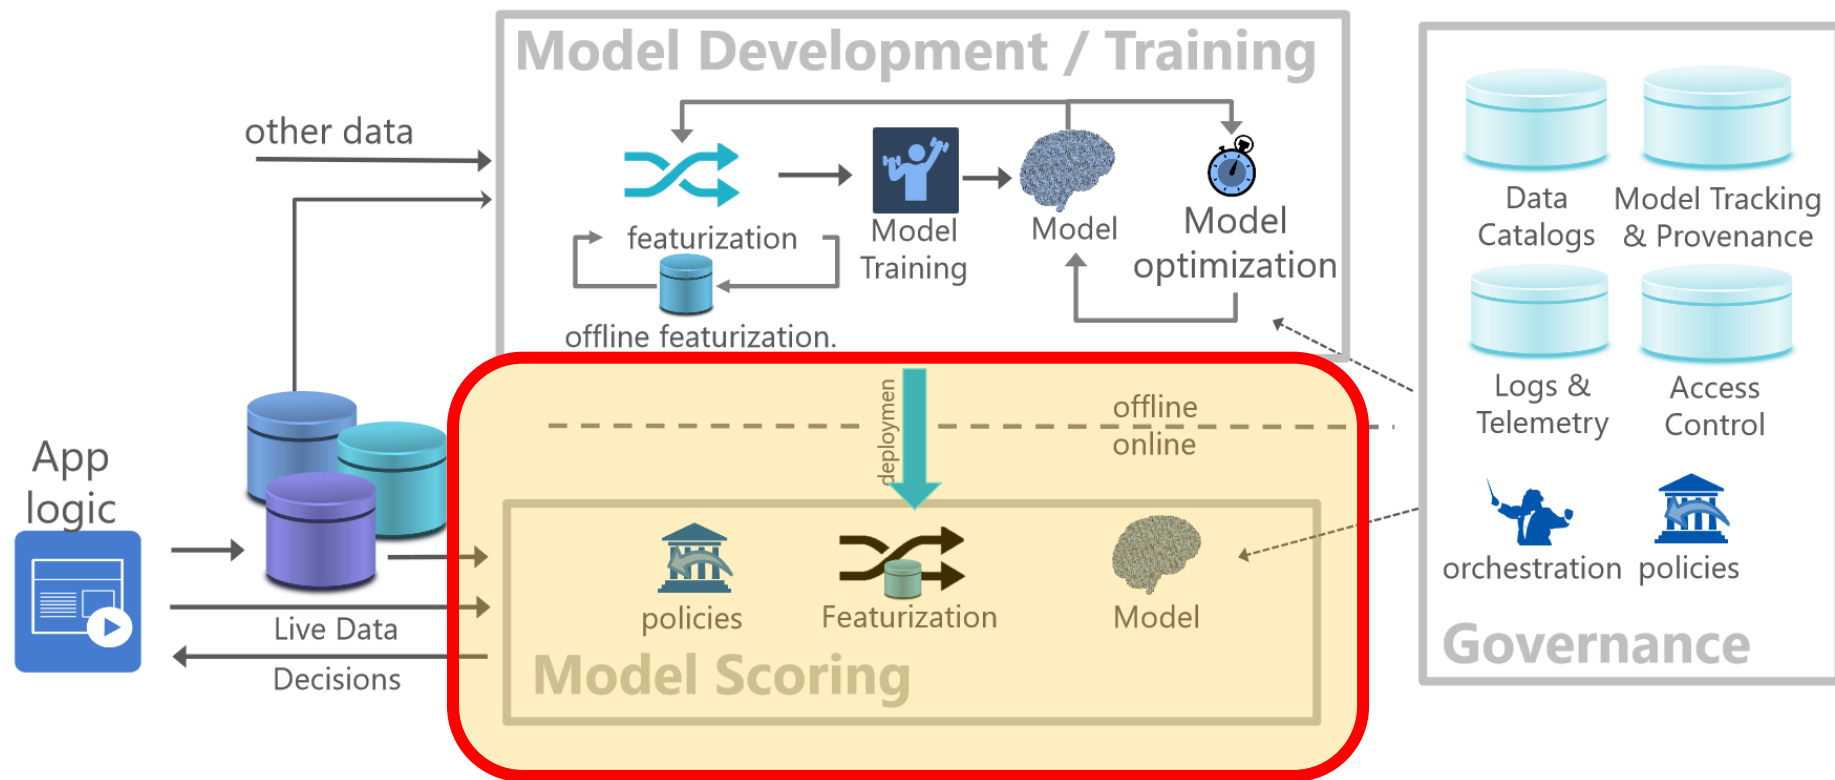 Model Development / Training
other data
featurization
Model
Training
Model
Model
optimization
offline featurization.
deploymen
offline
online
App
logic
Live Data
Decisions
policies
Featurization
Model
Model Scoring
Data
Catalogs
Model Tracking
& Provenance
Logs &
Telemetry
Access
Control
orchestration
policies
Governance